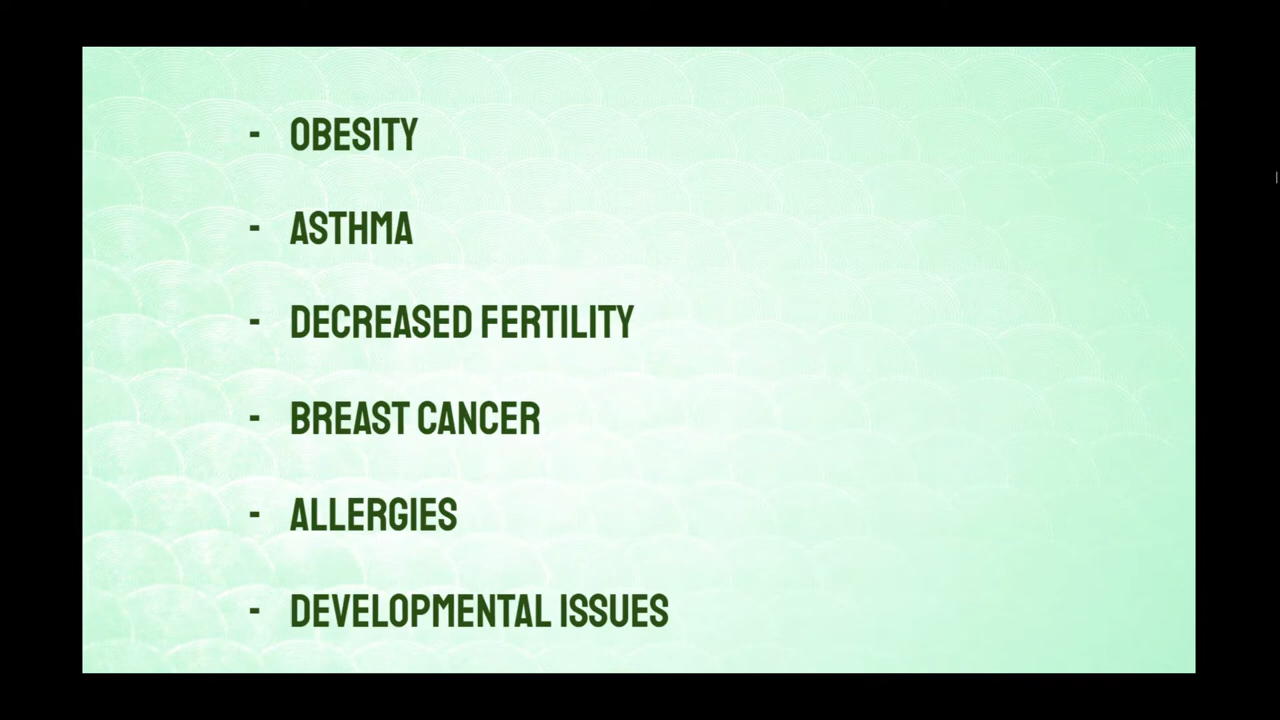 - OBESITY
- ASTHMA
- DECREASED FERTILITY
- BREAST CANCER
- ALLERGIES
- DEVELOPMENTAL ISSUES